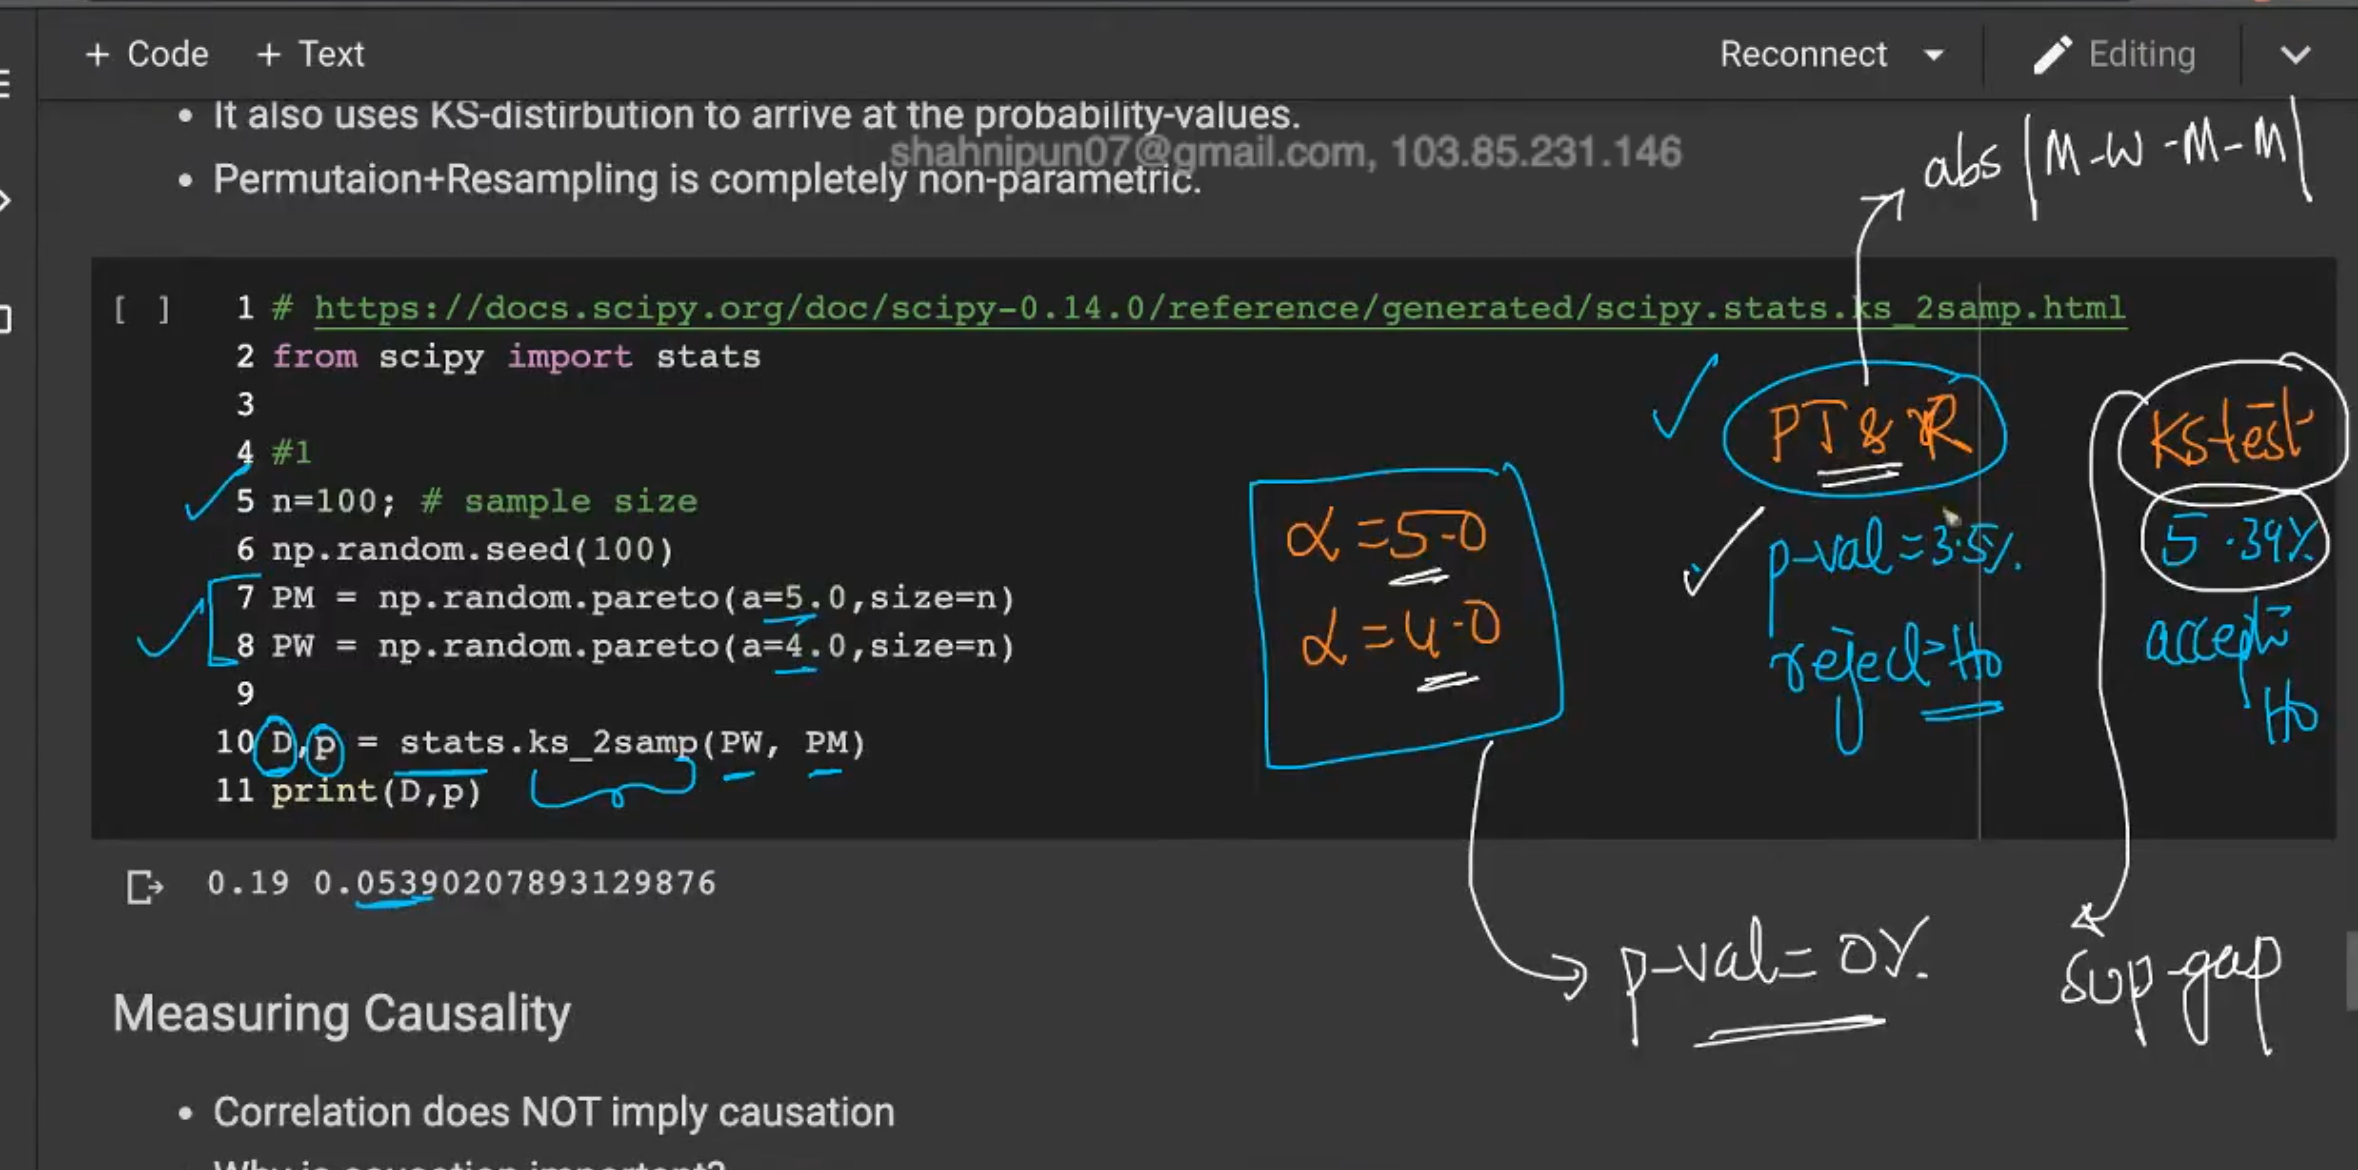 + Code + Text Reconnect Editing
• It also uses KS-distirbution to arrive at the probability-values.
shahnipun07@gmail.com, 103.85.231.146
• Permutaion+Resampling is completely non-parametric.
abs |M-W-M-M|
[ ] 1 # https://docs.scipy.org/doc/scipy-0.14.0/reference/generated/scipy.stats.ks_2samp.html
2 from scipy import stats
3
4 #1
5 n=100; # sample size
6 np.random.seed(100)
7 PM = np.random.pareto(a=5.0,size=n)
8 PW = np.random.pareto(a=4.0,size=n)
9
10 D,p = stats.ks_2samp(PW, PM)
11 print(D,p)
α = 5.0
α = 4.0
PT & R
p-val = 3.5%.
reject H0
KS test
5.39%
accept
H0
0.19 0.05390207893129876
p-val = 0%.
sup-gap
Measuring Causality
• Correlation does NOT imply causation
Why is causation important?